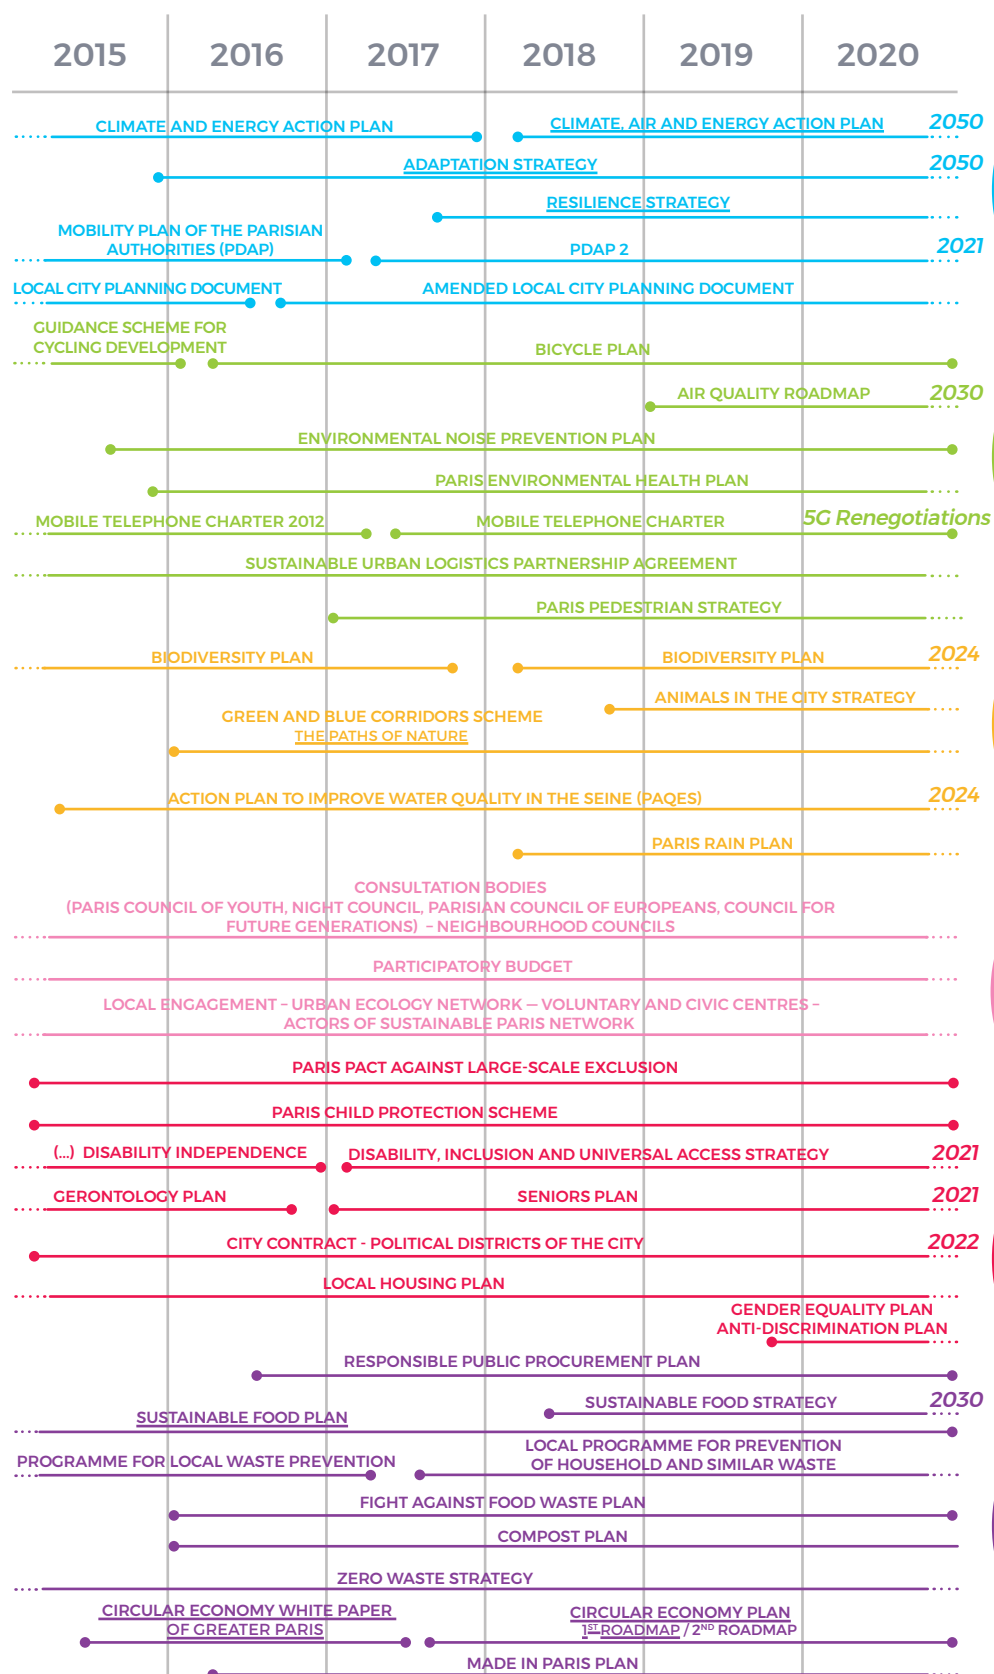 2015 2016 2017 2018 2019 2020
CLIMATE AND ENERGY ACTION PLAN CLIMATE, AIR AND ENERGY ACTION PLAN 2050
ADAPTATION STRATEGY 2050
RESILIENCE STRATEGY
MOBILITY PLAN OF THE PARISIAN
AUTHORITIES (PDAP) PDAP 2 2021
LOCAL CITY PLANNING DOCUMENT AMENDED LOCAL CITY PLANNING DOCUMENT
GUIDANCE SCHEME FOR
CYCLING DEVELOPMENT BICYCLE PLAN
AIR QUALITY ROADMAP 2030
ENVIRONMENTAL NOISE PREVENTION PLAN
PARIS ENVIRONMENTAL HEALTH PLAN
MOBILE TELEPHONE CHARTER 2012 MOBILE TELEPHONE CHARTER 5G Renegotiations
SUSTAINABLE URBAN LOGISTICS PARTNERSHIP AGREEMENT
PARIS PEDESTRIAN STRATEGY
BIODIVERSITY PLAN BIODIVERSITY PLAN 2024
ANIMALS IN THE CITY STRATEGY
GREEN AND BLUE CORRIDORS SCHEME
THE PATHS OF NATURE
ACTION PLAN TO IMPROVE WATER QUALITY IN THE SEINE (PAQES) 2024
PARIS RAIN PLAN
CONSULTATION BODIES
(PARIS COUNCIL OF YOUTH, NIGHT COUNCIL, PARISIAN COUNCIL OF EUROPEANS, COUNCIL FOR
FUTURE GENERATIONS) – NEIGHBOURHOOD COUNCILS
PARTICIPATORY BUDGET
LOCAL ENGAGEMENT – URBAN ECOLOGY NETWORK — VOLUNTARY AND CIVIC CENTRES –
ACTORS OF SUSTAINABLE PARIS NETWORK
PARIS PACT AGAINST LARGE-SCALE EXCLUSION
PARIS CHILD PROTECTION SCHEME
(...) DISABILITY INDEPENDENCE DISABILITY, INCLUSION AND UNIVERSAL ACCESS STRATEGY 2021
GERONTOLOGY PLAN SENIORS PLAN 2021
CITY CONTRACT - POLITICAL DISTRICTS OF THE CITY 2022
LOCAL HOUSING PLAN
GENDER EQUALITY PLAN
ANTI-DISCRIMINATION PLAN
RESPONSIBLE PUBLIC PROCUREMENT PLAN
SUSTAINABLE FOOD STRATEGY 2030
SUSTAINABLE FOOD PLAN
PROGRAMME FOR LOCAL WASTE PREVENTION LOCAL PROGRAMME FOR PREVENTION
OF HOUSEHOLD AND SIMILAR WASTE
FIGHT AGAINST FOOD WASTE PLAN
COMPOST PLAN
ZERO WASTE STRATEGY
CIRCULAR ECONOMY WHITE PAPER CIRCULAR ECONOMY PLAN
OF GREATER PARIS 1ST ROADMAP / 2ND ROADMAP
MADE IN PARIS PLAN